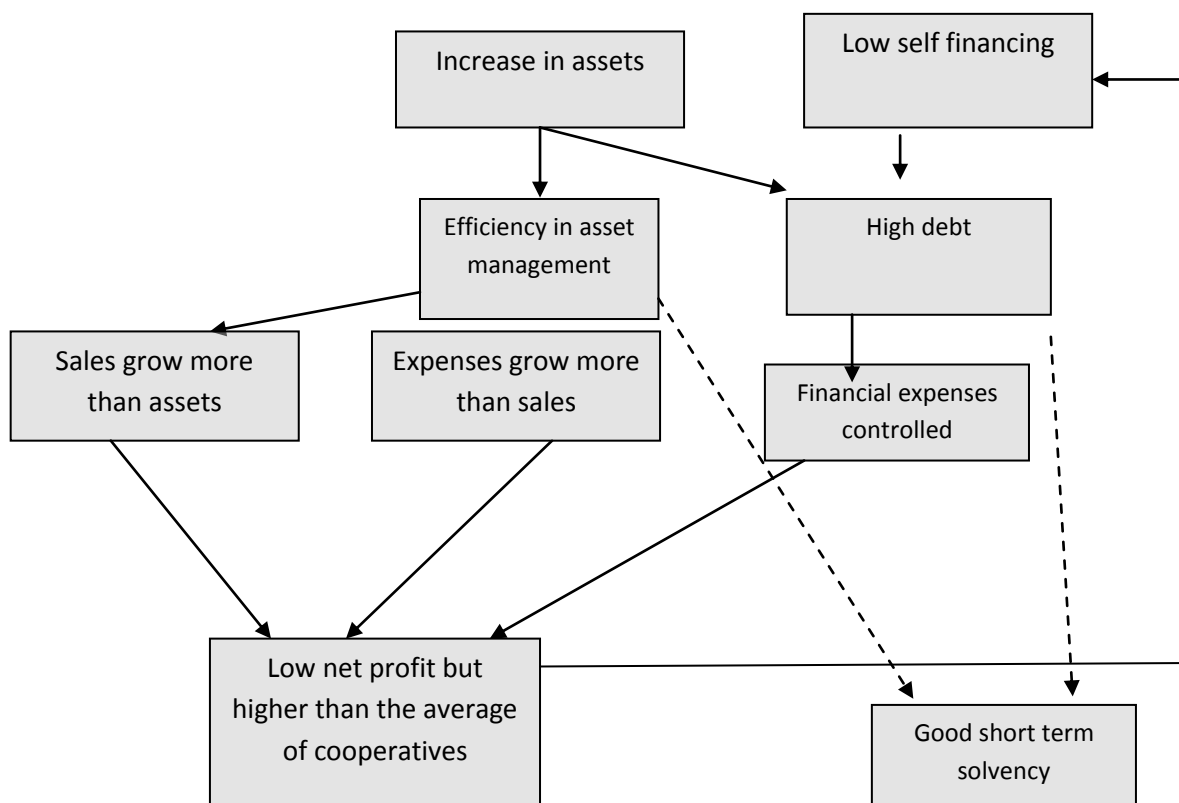 Increase in assets
Low self financing
Efficiency in asset
management
High debt
Sales grow more
than assets
Expenses grow more
than sales
Financial expenses
controlled
Low net profit but
higher than the average
of cooperatives
Good short term
solvency